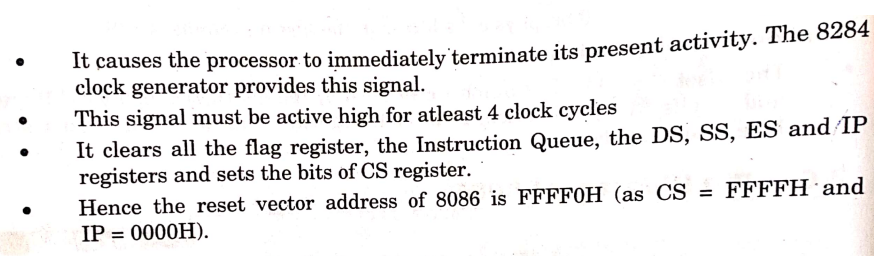 • It causes the processor to immediately terminate its present activity. The 8284
clock generator provides this signal.
• This signal must be active high for atleast 4 clock cycles
• It clears all the flag register, the Instruction Queue, the DS, SS, ES and IP
registers and sets the bits of CS register.
• Hence the reset vector address of 8086 is FFFF0H (as CS = FFFFH and
IP = 0000H).